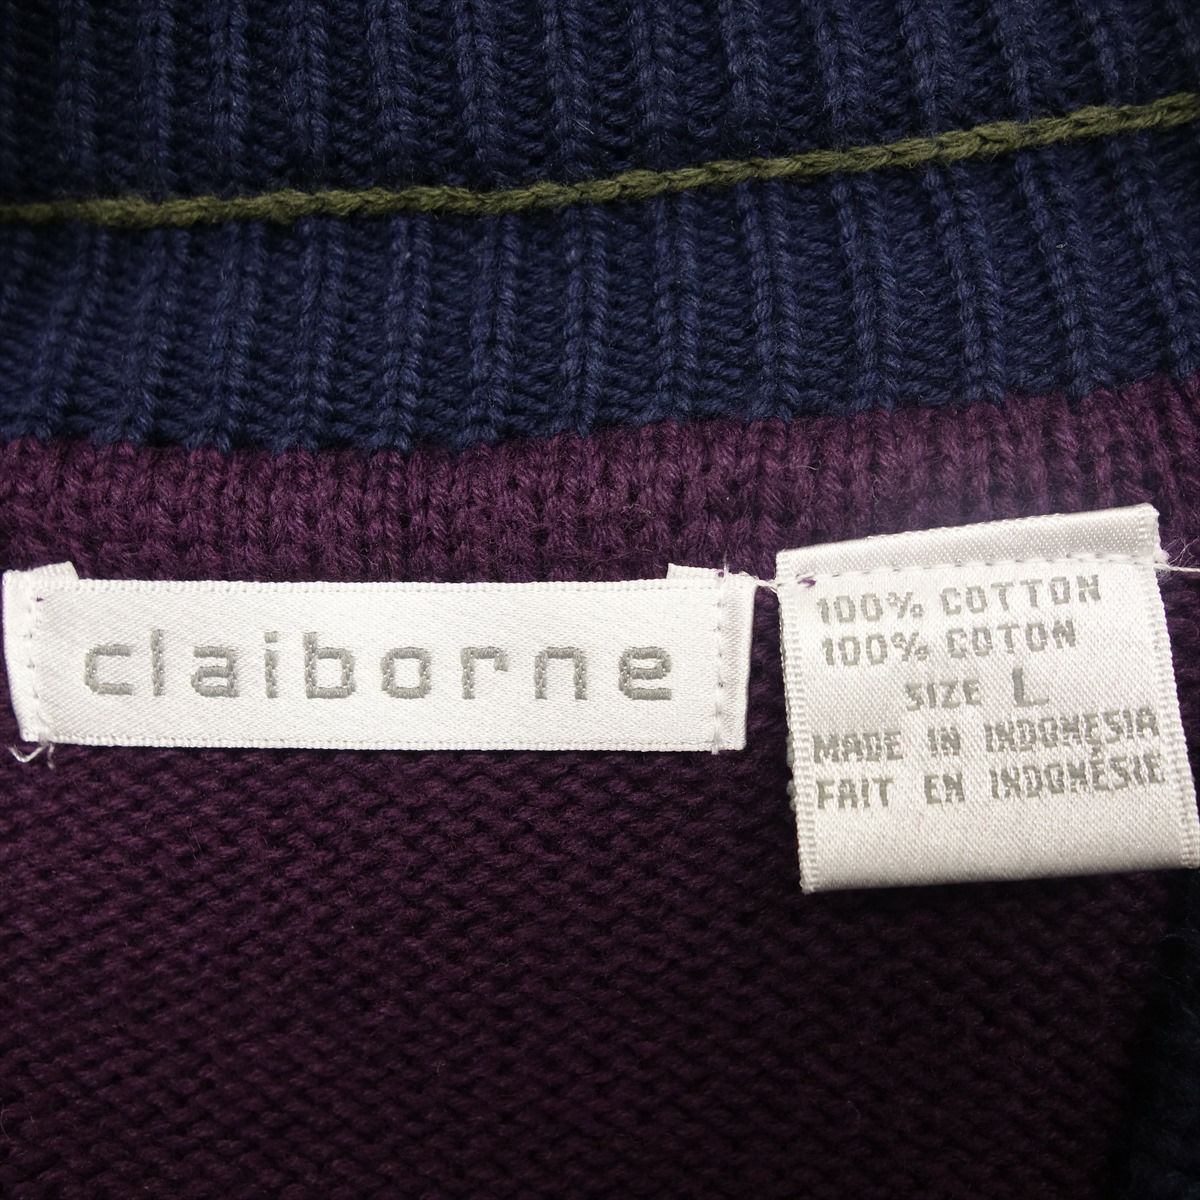 claiborne
100% COTTON
100% COTON
SIZE L
MADE IN INDONESIA
FAIT EN INDONÉSIE